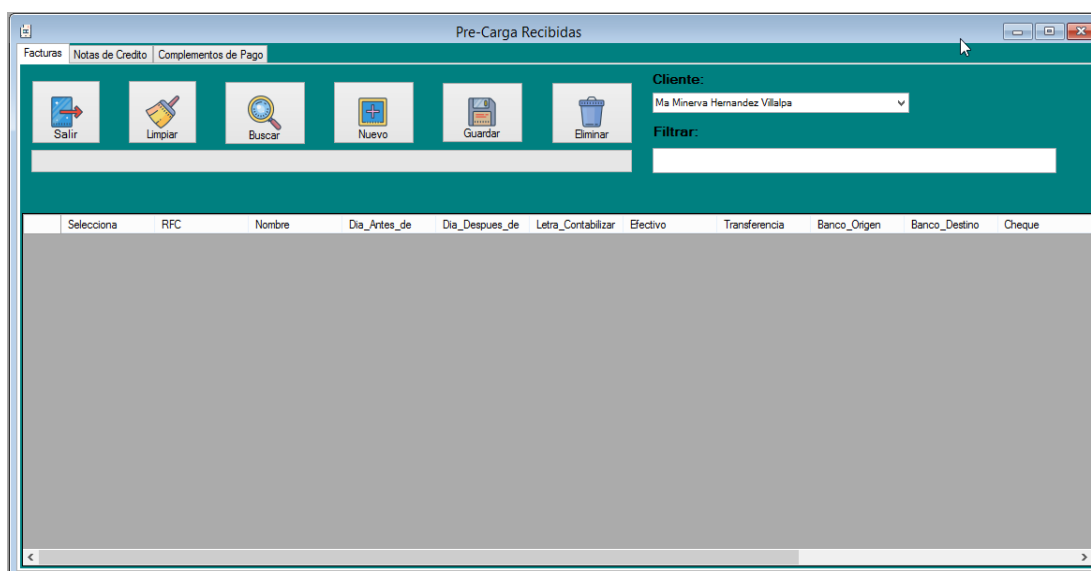 Pre-Carga Recibidas
Facturas Notas de Credito Complementos de Pago
Cliente:
Ma Minerva Hernandez Villalpa
Salir Limpiar Buscar Nuevo Guardar Eliminar
Filtrar:
Selecciona RFC Nombre Dia_Antes_de Dia_Despues_de Letra_Contabilizar Efectivo Transferencia Banco_Origen Banco_Destino Cheque